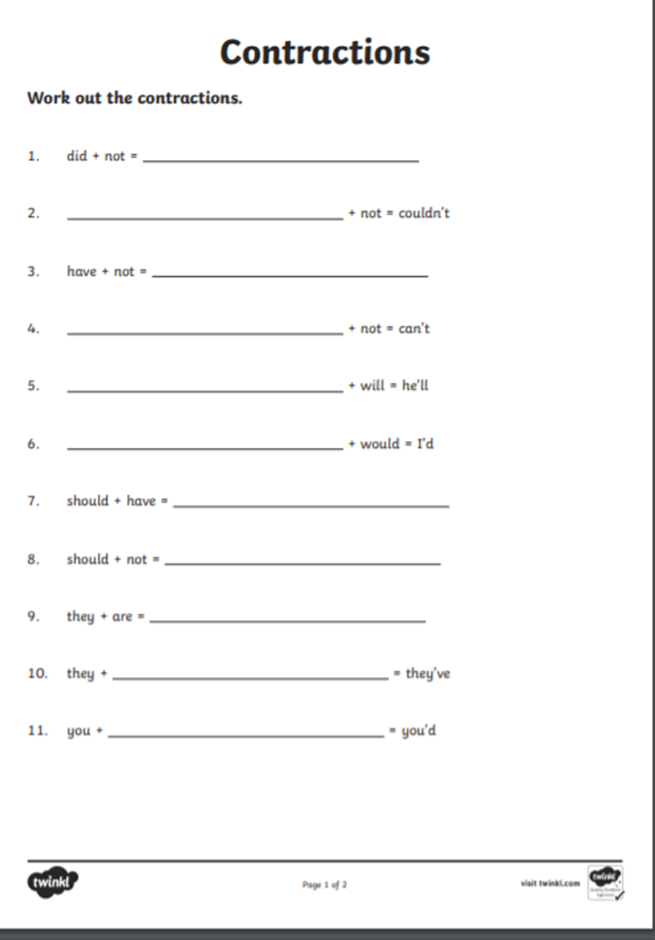 Contractions
Work out the contractions.
1. did + not = ____________________
2. ____________________ + not = couldn't
3. have + not = ____________________
4. ____________________ + not = can't
5. ____________________ + will = he'll
6. ____________________ + would = I'd
7. should + have = ____________________
8. should + not = ____________________
9. they + are = ____________________
10. they + ____________________ = they've
11. you + ____________________ = you'd
twinkl
Page 1 of 2
visit twinkl.com
twinkl